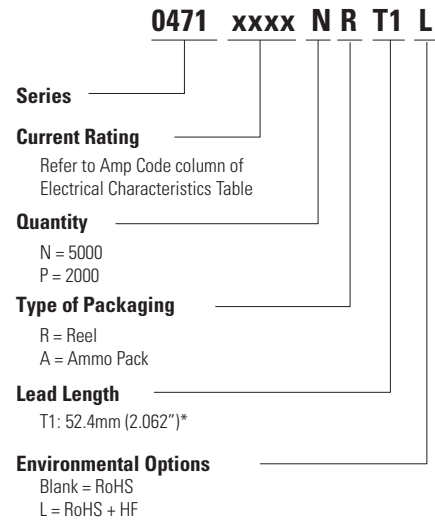 0471 xxxx N R T1 L
Series
Current Rating
Refer to Amp Code column of
Electrical Characteristics Table
Quantity
N = 5000
P = 2000
Type of Packaging
R = Reel
A = Ammo Pack
Lead Length
T1: 52.4mm (2.062″)*
Environmental Options
Blank = RoHS
L = RoHS + HF